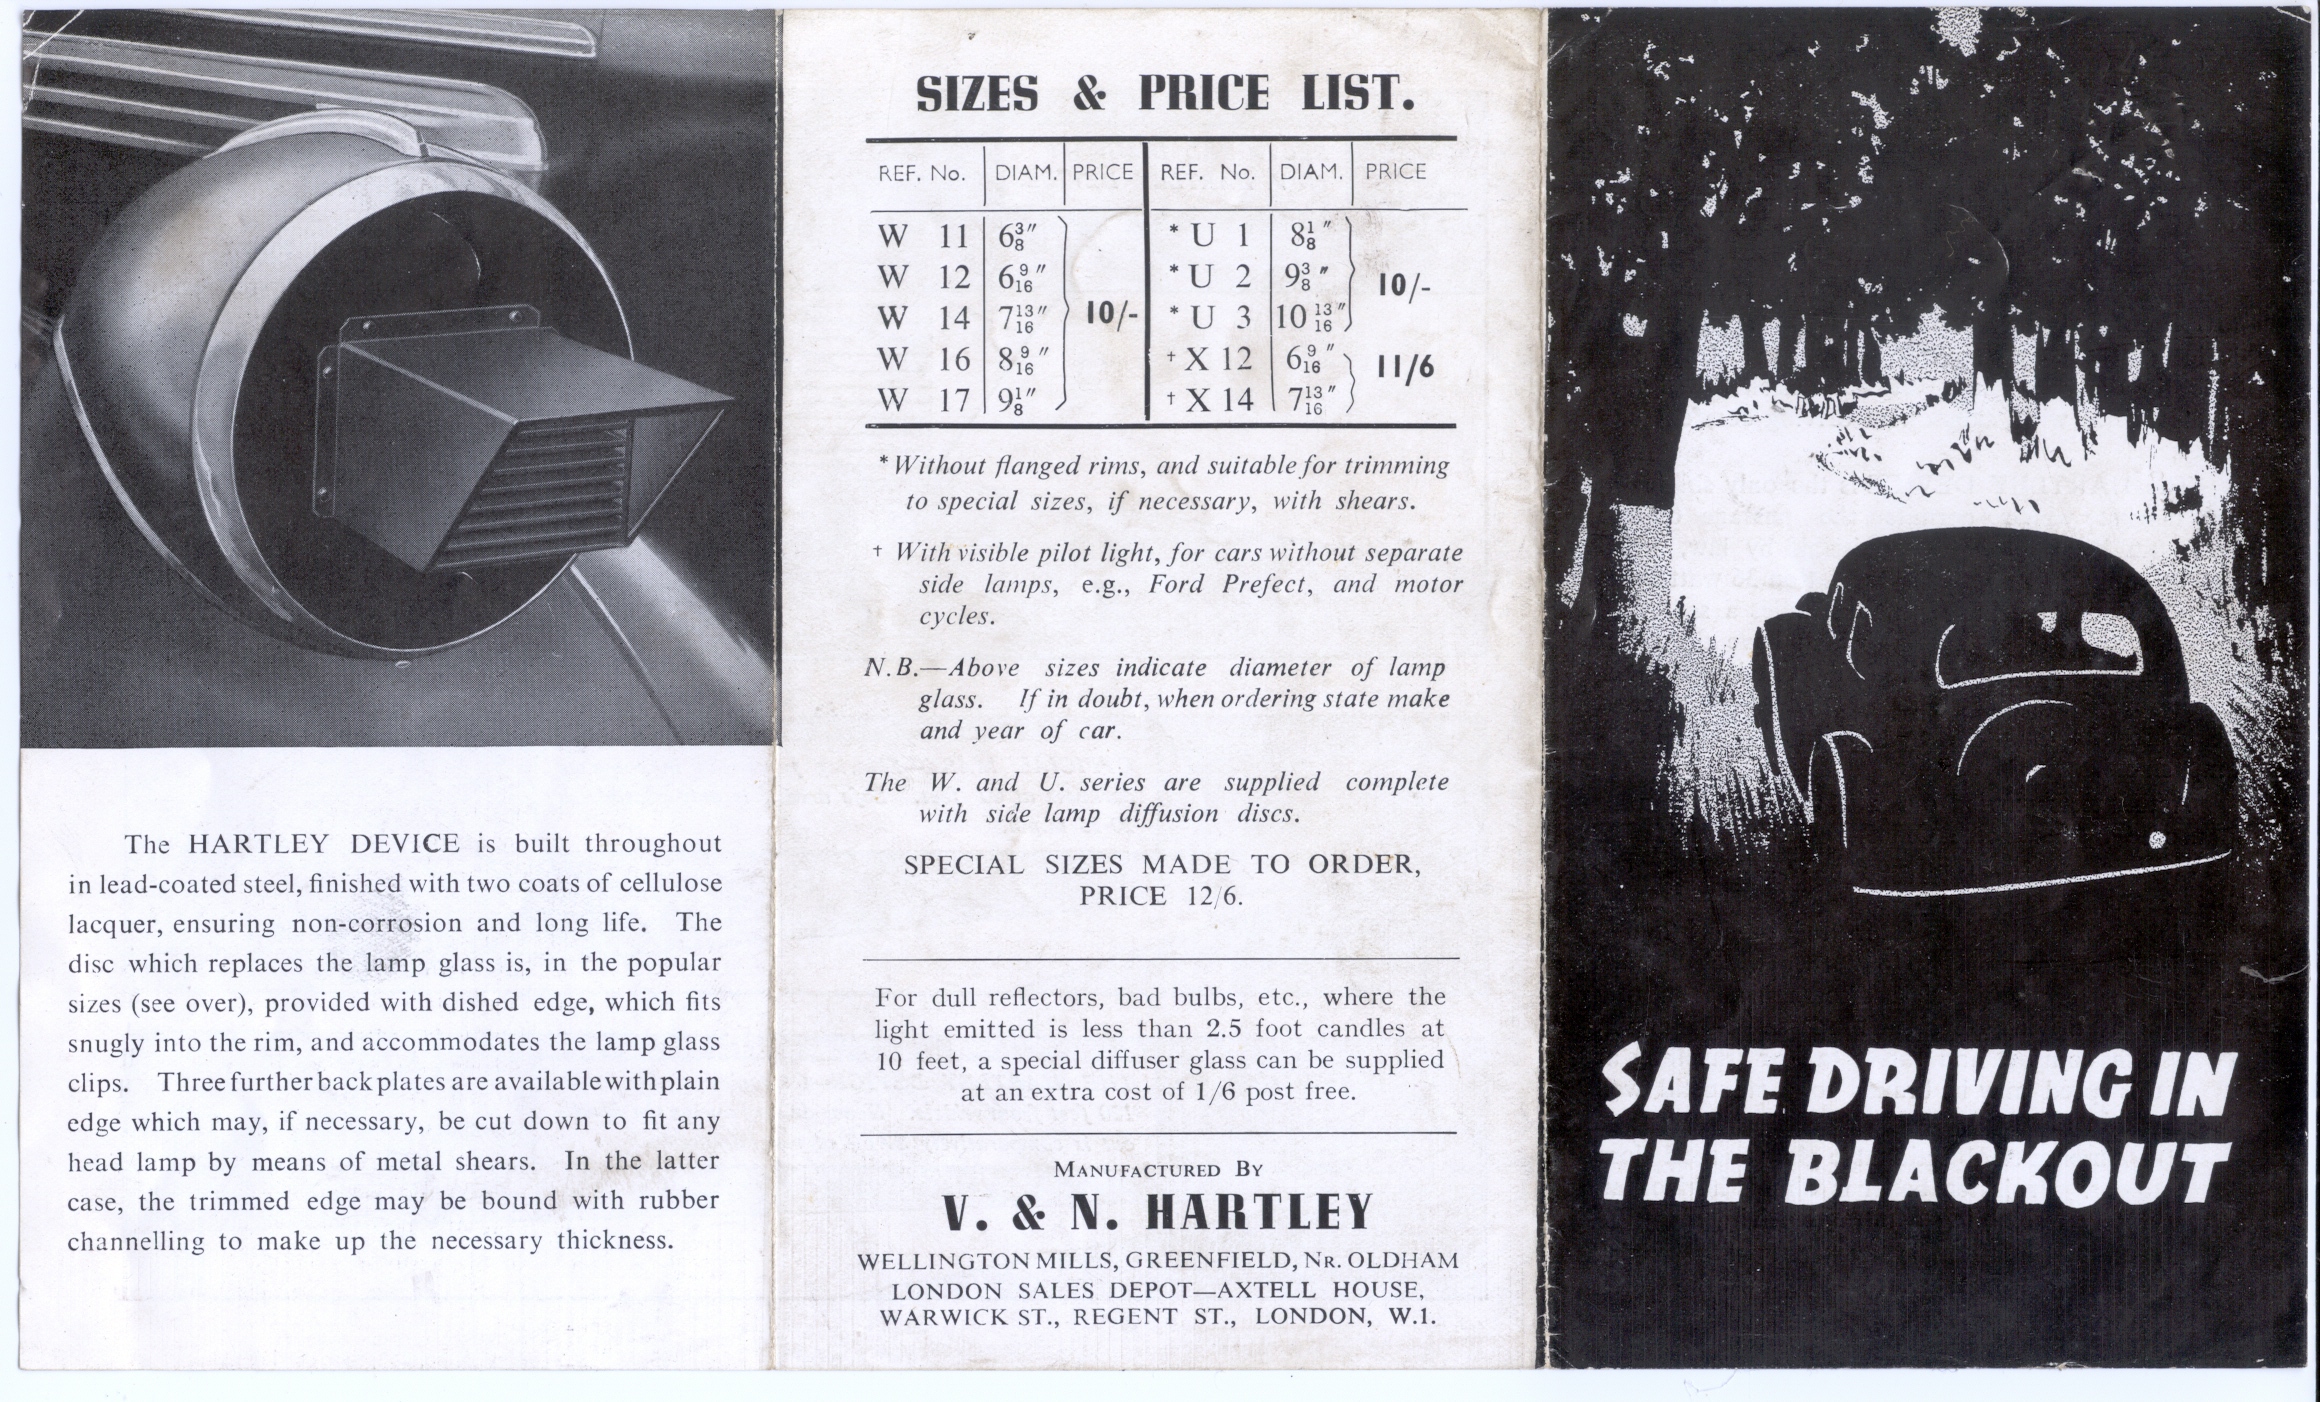 The HARTLEY DEVICE is built throughout
in lead-coated steel, finished with two coats of cellulose
lacquer, ensuring non-corrosion and long life. The
disc which replaces the lamp glass is, in the popular
sizes (see over), provided with dished edge, which fits
snugly into the rim, and accommodates the lamp glass
clips. Three further back plates are available with plain
edge which may, if necessary, be cut down to fit any
head lamp by means of metal shears. In the latter
case, the trimmed edge may be bound with rubber
channelling to make up the necessary thickness.
SIZES & PRICE LIST.
REF. No. DIAM. PRICE REF. No. DIAM. PRICE
W 11 6 3/8" * U 1 8 1/8"
W 12 6 9/16" * U 2 9 3/8" 10/-
W 14 7 13/16" 10/- * U 3 10 13/16"
W 16 8 9/16" † X 12 6 9/16" 11/6
W 17 9 1/8" † X 14 7 13/16"
* Without flanged rims, and suitable for trimming
to special sizes, if necessary, with shears.
† With visible pilot light, for cars without separate
side lamps, e.g., Ford Prefect, and motor
cycles.
N.B.—Above sizes indicate diameter of lamp
glass. If in doubt, when ordering state make
and year of car.
The W. and U. series are supplied complete
with side lamp diffusion discs.
SPECIAL SIZES MADE TO ORDER,
PRICE 12/6.
For dull reflectors, bad bulbs, etc., where the
light emitted is less than 2.5 foot candles at
10 feet, a special diffuser glass can be supplied
at an extra cost of 1/6 post free.
MANUFACTURED BY
V. & N. HARTLEY
WELLINGTON MILLS, GREENFIELD, NR. OLDHAM
LONDON SALES DEPOT—AXTELL HOUSE,
WARWICK ST., REGENT ST., LONDON, W.1.
SAFE DRIVING IN
THE BLACKOUT